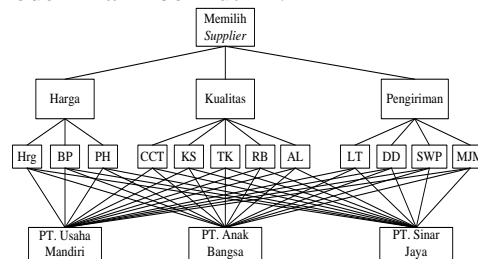 Memilih
Supplier
Harga
Kualitas
Pengiriman
Hrg
BP
PH
CCT
KS
TK
RB
AL
LT
DD
SWP
MJM
PT. Usaha
Mandiri
PT. Anak
Bangsa
PT. Sinar
Jaya